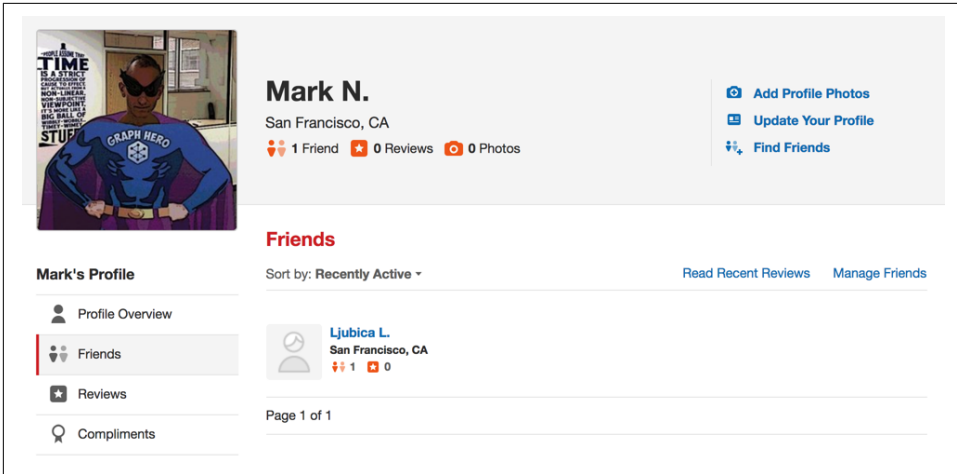 PEOPLE ASSUME THAT
TIME
IS A STRICT
PROGRESSION OF
CAUSE TO EFFECT,
BUT ACTUALLY FROM A
NON-LINEAR,
NON-SUBJECTIVE
VIEWPOINT,
IT'S MORE LIKE A
BIG BALL OF
WIBBLY-WOBBLY...
TIMEY-WIMEY...
STUFF
GRAPH HERO
Mark N.
San Francisco, CA
1 Friend 0 Reviews 0 Photos
Add Profile Photos
Update Your Profile
Find Friends
Mark's Profile
Profile Overview
Friends
Reviews
Compliments
Friends
Sort by: Recently Active
Read Recent Reviews Manage Friends
Ljubica L.
San Francisco, CA
1 0
Page 1 of 1